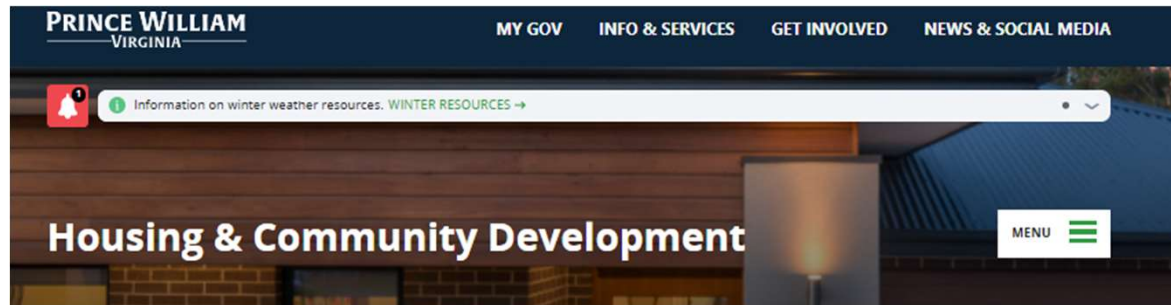 PRINCE WILLIAM
VIRGINIA
MY GOV INFO & SERVICES GET INVOLVED NEWS & SOCIAL MEDIA
1
Information on winter weather resources. WINTER RESOURCES →
Housing & Community Development
MENU